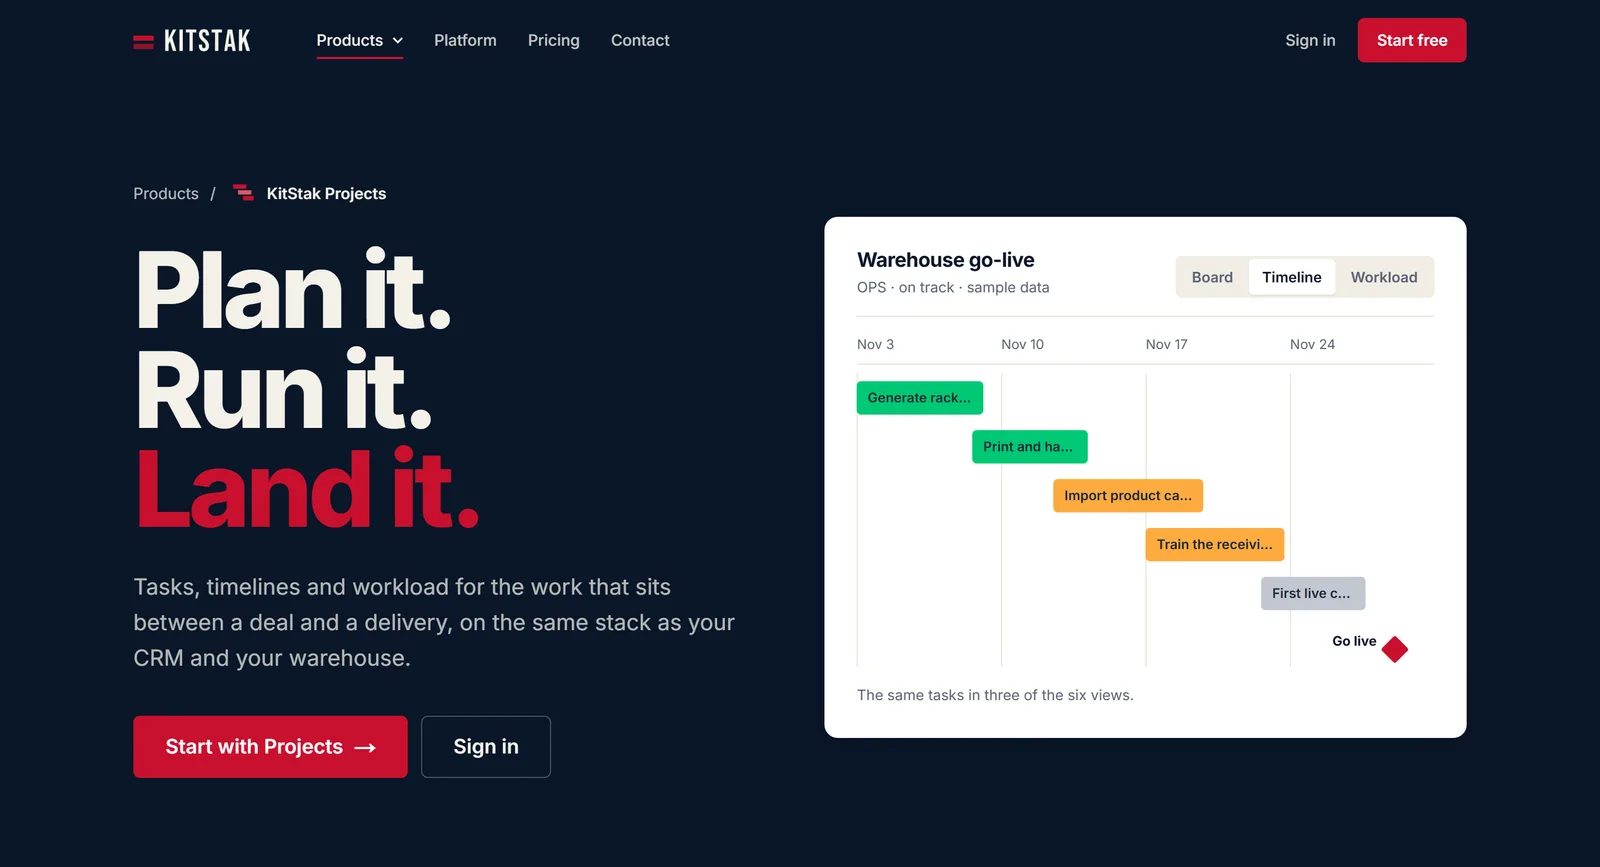 KITSTAK
Products
Platform
Pricing
Contact
Sign in
Start free
Products / KitStak Projects
Plan it.
Run it.
Land it.
Tasks, timelines and workload for the work that sits
between a deal and a delivery, on the same stack as your
CRM and your warehouse.
Start with Projects →
Sign in
Warehouse go-live
OPS · on track · sample data
Board
Timeline
Workload
Nov 3
Nov 10
Nov 17
Nov 24
Generate rack...
Print and ha...
Import product ca...
Train the receivi...
First live c...
Go live
The same tasks in three of the six views.